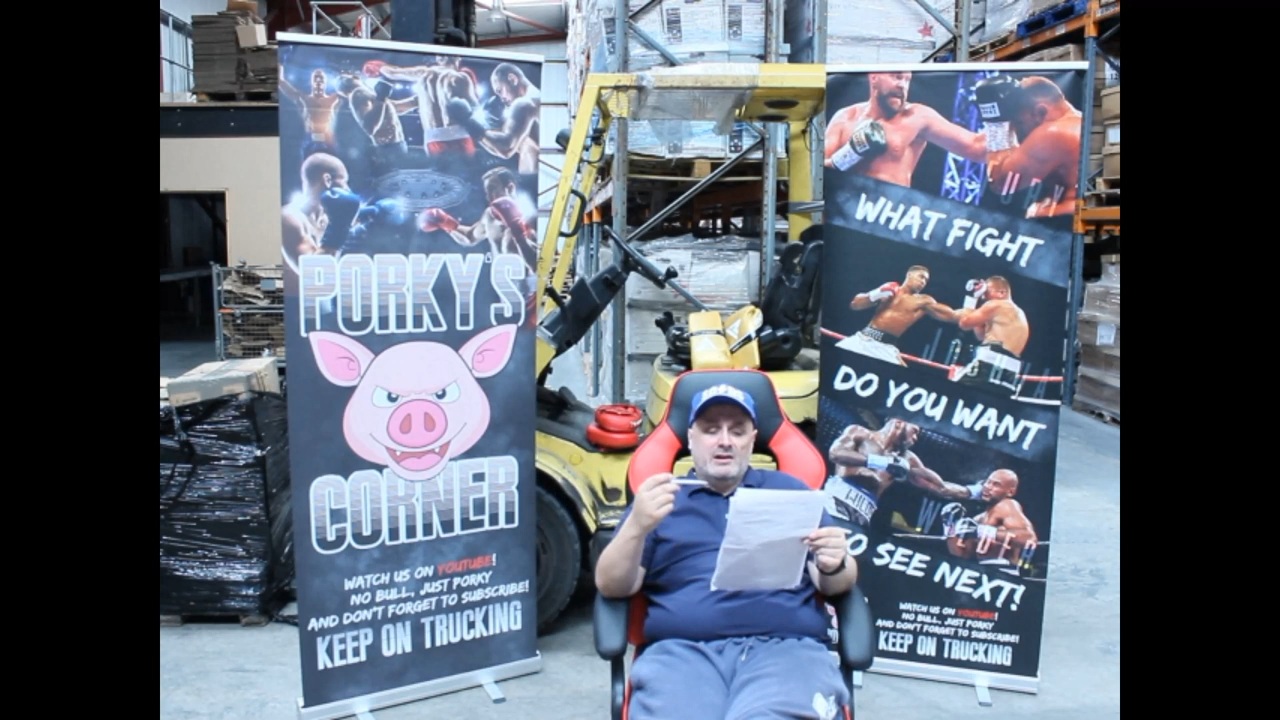 PORKY'S
CORNER
WATCH US ON YOUTUBE!
NO BULL, JUST PORKY
AND DON'T FORGET TO SUBSCRIBE!
KEEP ON TRUCKING
FURY
WHAT FIGHT
DO YOU WANT
WILDER
TO SEE NEXT!
WATCH US ON YOUTUBE!
NO BULL, JUST PORKY
AND DON'T FORGET TO SUBSCRIBE!
KEEP ON TRUCKING